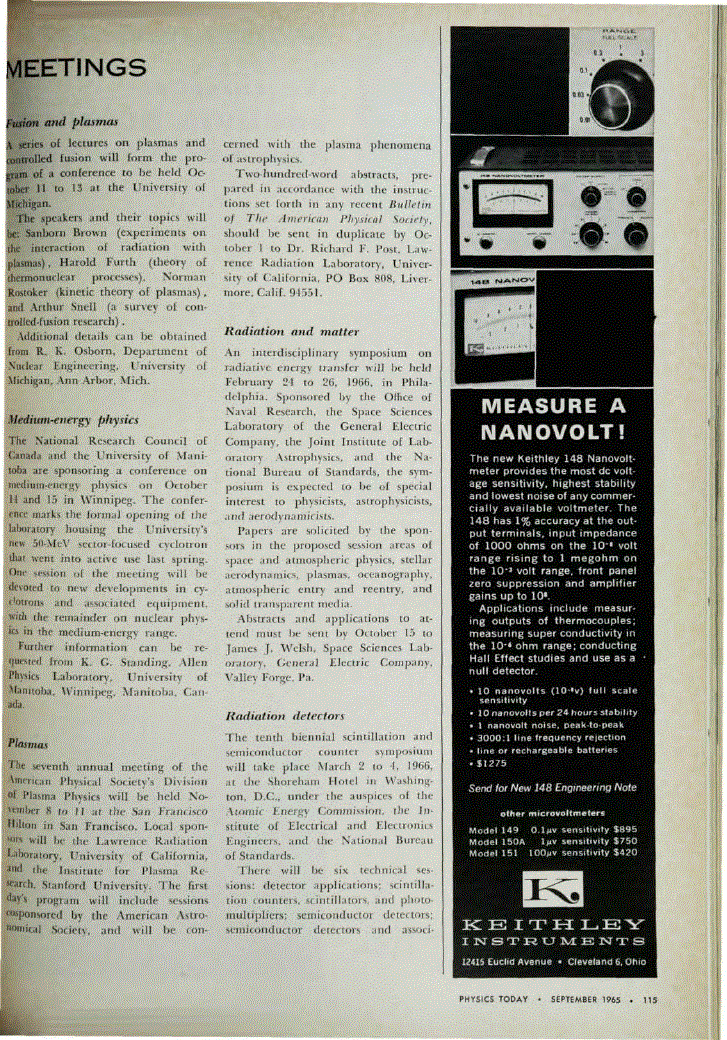 MEETINGS
Fusion and plasmas
A series of lectures on plasmas and
controlled fusion will form the pro-
gram of a conference to be held Oc-
tober 11 to 13 at the University of
Michigan.
The speakers and their topics will
be: Sanborn Brown (experiments on
the interaction of radiation with
plasmas), Harold Furth (theory of
thermonuclear processes), Norman
Rostoker (kinetic theory of plasmas),
and Arthur Snell (a survey of con-
trolled-fusion research).
Additional details can be obtained
from R. K. Osborn, Department of
Nuclear Engineering, University of
Michigan, Ann Arbor, Mich.
Medium-energy physics
The National Research Council of
Canada and the University of Mani-
toba are sponsoring a conference on
medium-energy physics on October
14 and 15 in Winnipeg. The confer-
ence marks the formal opening of the
laboratory housing the University's
new 50-MeV sector-focused cyclotron
that went into active use last spring.
One session of the meeting will be
devoted to new developments in cy-
clotrons and associated equipment,
with the remainder on nuclear phys-
ics in the medium-energy range.
Further information can be re-
quested from K. G. Standing, Allen
Physics Laboratory, University of
Manitoba, Winnipeg, Manitoba, Can-
ada.
Plasmas
The seventh annual meeting of the
American Physical Society's Division
of Plasma Physics will be held No-
vember 8 to 11 at the San Francisco
Hilton in San Francisco. Local spon-
sors will be the Lawrence Radiation
Laboratory, University of California,
and the Institute for Plasma Re-
search, Stanford University. The first
day's program will include sessions
cosponsored by the American Astro-
nomical Society, and will be con-
cerned with the plasma phenomena
of astrophysics.
Two-hundred-word abstracts, pre-
pared in accordance with the instruc-
tions set forth in any recent Bulletin
of The American Physical Society,
should be sent in duplicate by Oc-
tober 1 to Dr. Richard F. Post, Law-
rence Radiation Laboratory, Univer-
sity of California, PO Box 808, Liver-
more, Calif. 94551.
Radiation and matter
An interdisciplinary symposium on
radiative energy transfer will be held
February 24 to 26, 1966, in Phila-
delphia. Sponsored by the Office of
Naval Research, the Space Sciences
Laboratory of the General Electric
Company, the Joint Institute of Lab-
oratory Astrophysics, and the Na-
tional Bureau of Standards, the sym-
posium is expected to be of special
interest to physicists, astrophysicists,
and aerodynamicists.
Papers are solicited by the spon-
sors in the proposed session areas of
space and atmospheric physics, stellar
aerodynamics, plasmas, oceanography,
atmospheric entry and reentry, and
solid transparent media.
Abstracts and applications to at-
tend must be sent by October 15 to
James J. Welsh, Space Sciences Lab-
oratory, General Electric Company,
Valley Forge, Pa.
Radiation detectors
The tenth biennial scintillation and
semiconductor counter symposium
will take place March 2 to 4, 1966,
at the Shoreham Hotel in Washing-
ton, D.C., under the auspices of the
Atomic Energy Commission, the In-
stitute of Electrical and Electronics
Engineers, and the National Bureau
of Standards.
There will be six technical ses-
sions: detector applications; scintilla-
tion counters, scintillators, and photo-
multipliers; semiconductor detectors;
semiconductor detectors and associ-
RANGE
FULL SCALE
0.3 1 3
0.1
0.03
0.01
148 NANOVOLTMETER
148 NANOV
K
MEASURE A
NANOVOLT!
The new Keithley 148 Nanovolt-
meter provides the most dc volt-
age sensitivity, highest stability
and lowest noise of any commer-
cially available voltmeter. The
148 has 1% accuracy at the out-
put terminals, input impedance
of 1000 ohms on the 10⁻⁸ volt
range rising to 1 megohm on
the 10⁻³ volt range, front panel
zero suppression and amplifier
gains up to 10⁸.
Applications include measur-
ing outputs of thermocouples;
measuring super conductivity in
the 10⁻⁶ ohm range; conducting
Hall Effect studies and use as a
null detector.
• 10 nanovolts (10⁻⁸v) full scale
sensitivity
• 10 nanovolts per 24 hours stability
• 1 nanovolt noise, peak-to-peak
• 3000:1 line frequency rejection
• line or rechargeable batteries
• $1275
Send for New 148 Engineering Note
other microvoltmeters
Model 149 0.1μv sensitivity $895
Model 150A 1μv sensitivity $750
Model 151 100μv sensitivity $420
K
KEITHLEY
INSTRUMENTS
12415 Euclid Avenue • Cleveland 6, Ohio
PHYSICS TODAY • SEPTEMBER 1965 • 115